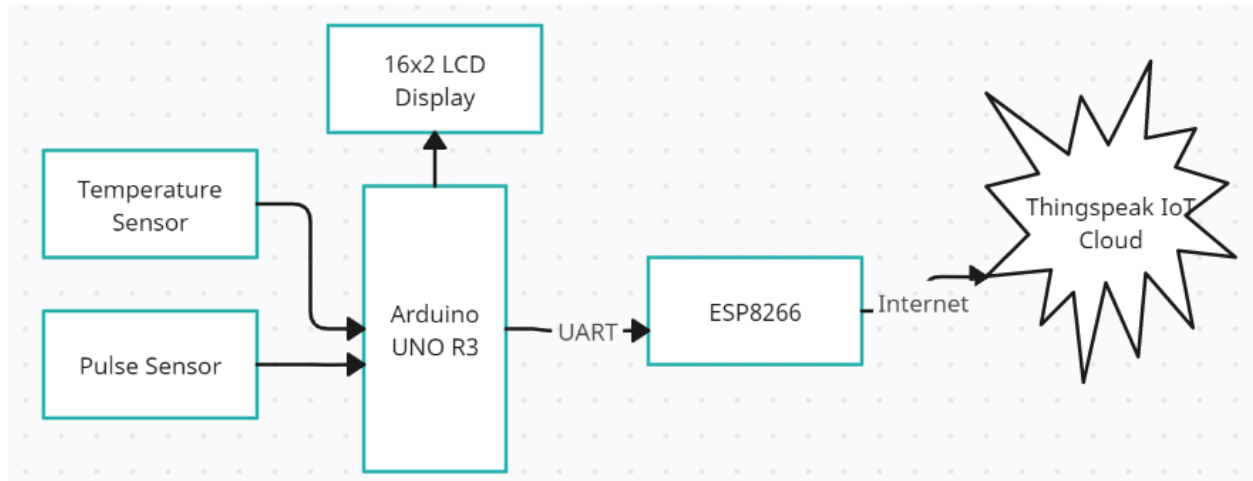 16x2 LCD
Display
Temperature
Sensor
Pulse Sensor
Arduino
UNO R3
UART
ESP8266
Internet
Thingspeak IoT
Cloud